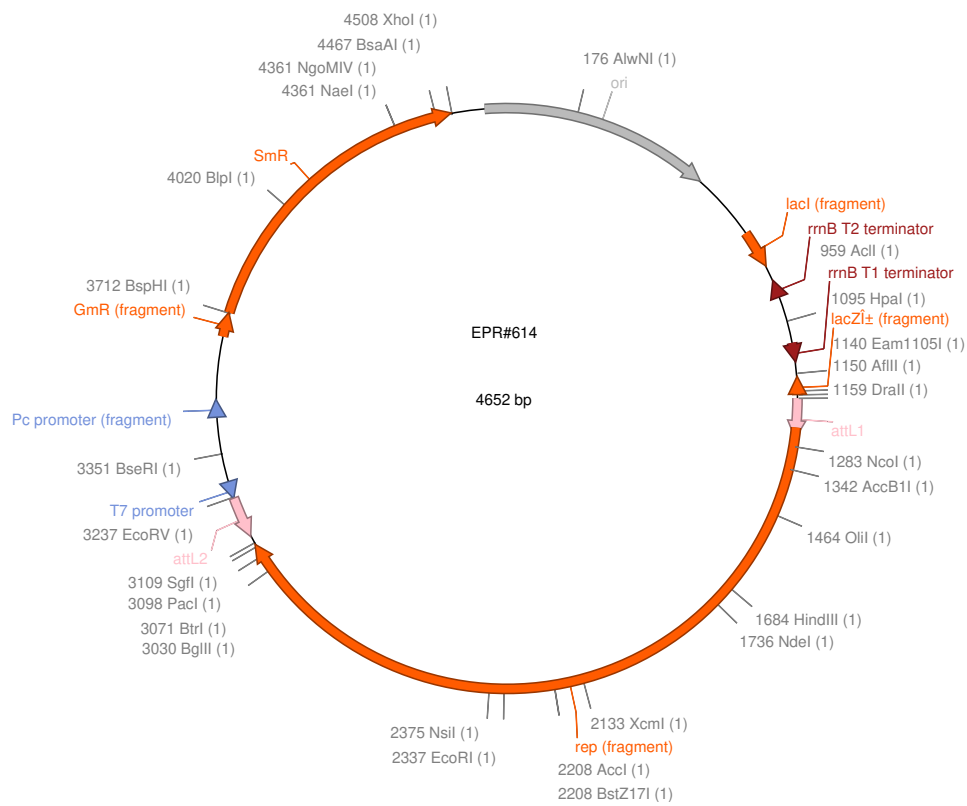 4508 XhoI (1)
4467 BsaAI (1)
4361 NgoMIV (1)
4361 NaeI (1)
176 AlwNI (1)
ori
SmR
4020 BlpI (1)
lacI (fragment)
rrnB T2 terminator
959 AclI (1)
rrnB T1 terminator
3712 BspHI (1)
GmR (fragment)
1095 HpaI (1)
lacZÎ± (fragment)
1140 Eam1105I (1)
1150 AflII (1)
1159 DraII (1)
EPR#614
4652 bp
Pc promoter (fragment)
attL1
3351 BseRI (1)
1283 NcoI (1)
1342 AccB1I (1)
T7 promoter
3237 EcoRV (1)
attL2
1464 OliI (1)
3109 SgfI (1)
3098 PacI (1)
3071 BtrI (1)
3030 BglII (1)
1684 HindIII (1)
1736 NdeI (1)
2375 NsiI (1)
2337 EcoRI (1)
2133 XcmI (1)
rep (fragment)
2208 AccI (1)
2208 BstZ17I (1)